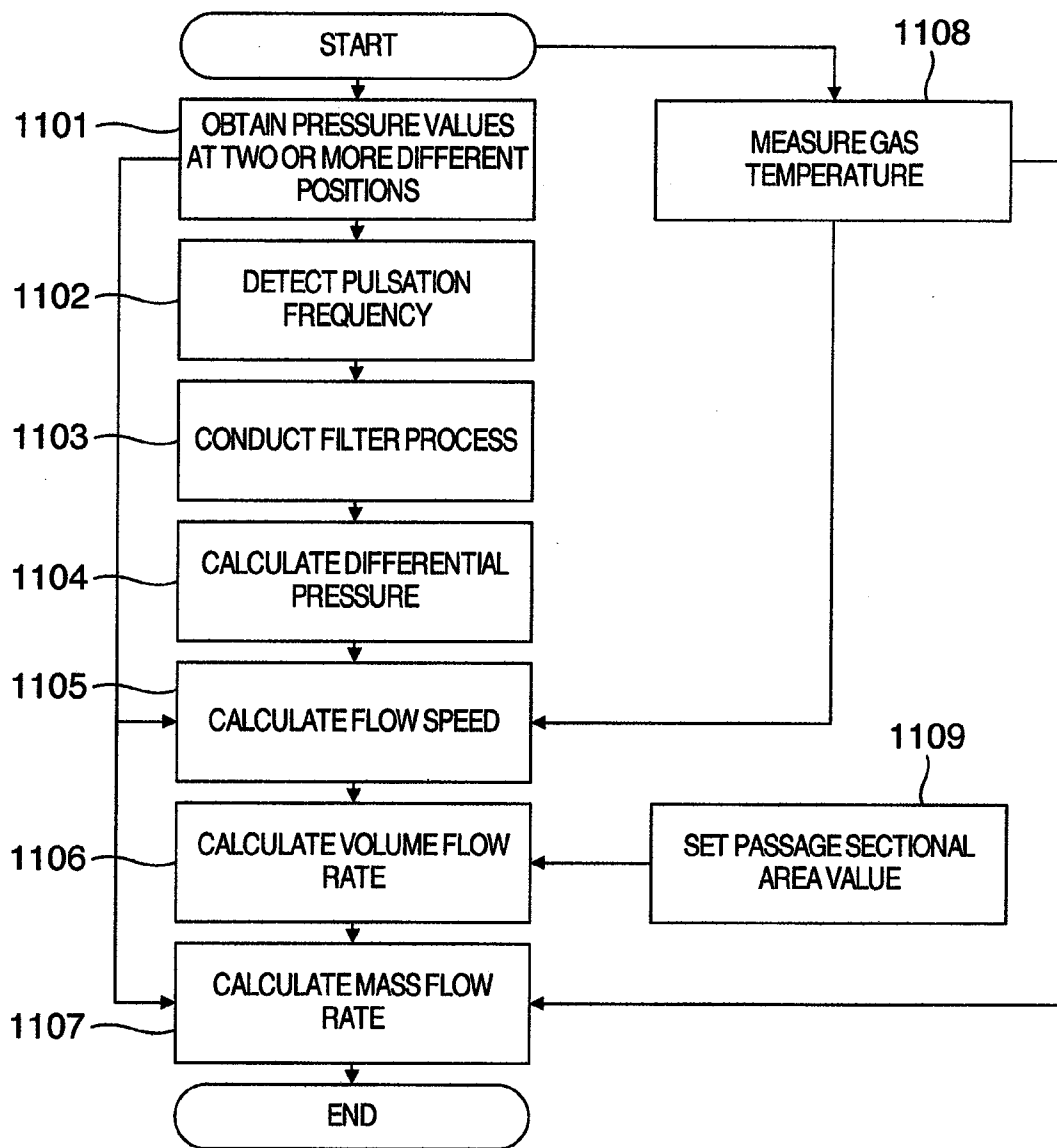 START
1108
1101
OBTAIN PRESSURE VALUES
AT TWO OR MORE DIFFERENT
POSITIONS
MEASURE GAS
TEMPERATURE
1102
DETECT PULSATION
FREQUENCY
1103
CONDUCT FILTER PROCESS
1104
CALCULATE DIFFERENTIAL
PRESSURE
1105
CALCULATE FLOW SPEED
1109
1106
CALCULATE VOLUME FLOW
RATE
SET PASSAGE SECTIONAL
AREA VALUE
CALCULATE MASS FLOW
RATE
1107
END